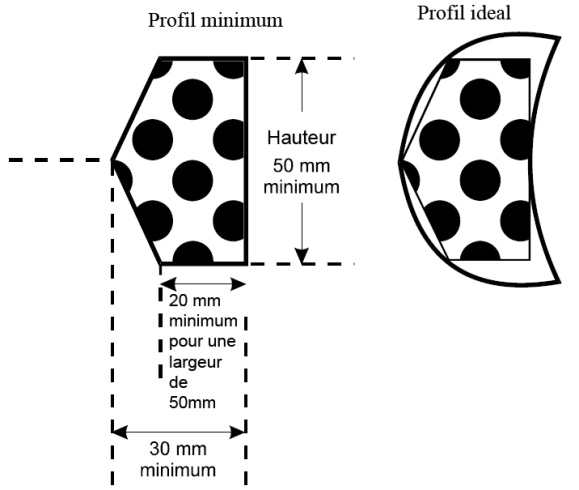 Profil minimum
Profil ideal
Hauteur
50 mm
minimum
20 mm
minimum
pour une
largeur
de
50mm
30 mm
minimum